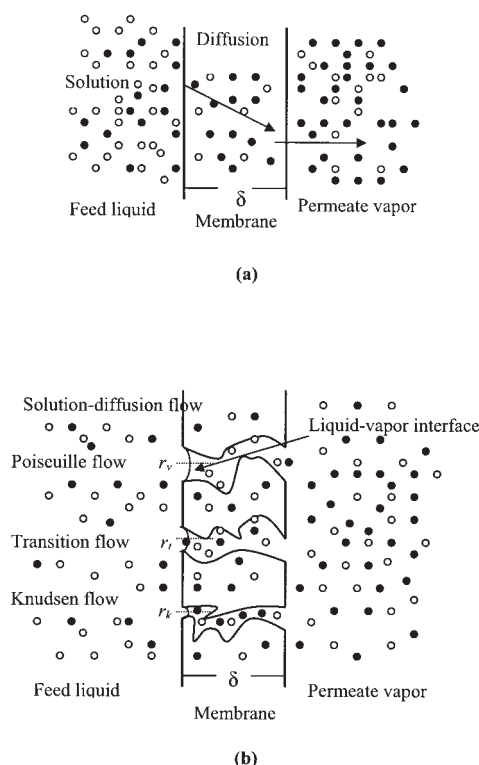 Diffusion
Solution
δ
Feed liquid
Membrane
Permeate vapor
(a)
Solution-diffusion flow
Liquid-vapor interface
Poiseuille flow
r_v
Transition flow
r_t
Knudsen flow
r_k
δ
Feed liquid
Permeate vapor
Membrane
(b)